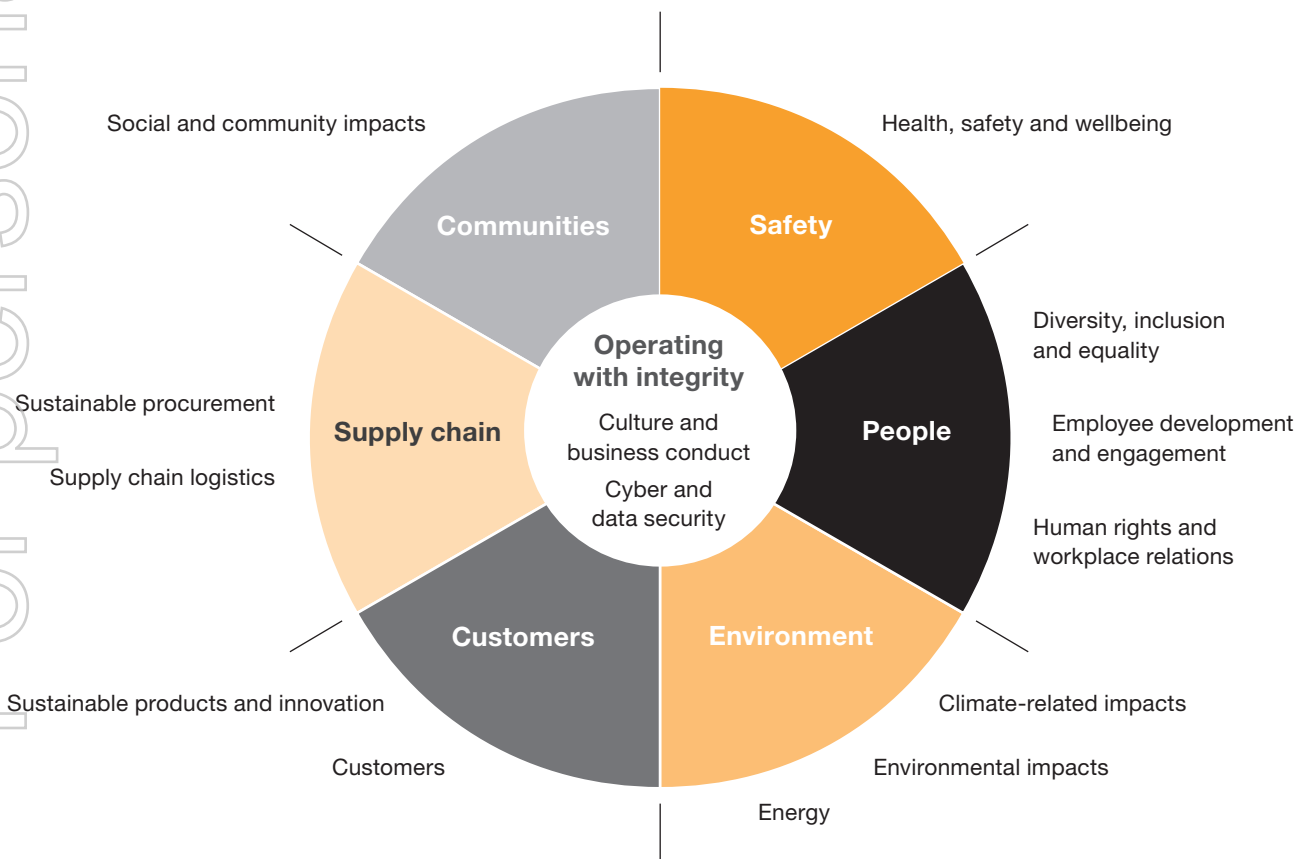 Social and community impacts
Health, safety and wellbeing
Communities
Safety
Operating
with integrity
Culture and
business conduct
Cyber and
data security
Diversity, inclusion
and equality
Sustainable procurement
Supply chain
People
Employee development
and engagement
Supply chain logistics
Human rights and
workplace relations
Customers
Environment
Sustainable products and innovation
Climate-related impacts
Customers
Environmental impacts
Energy